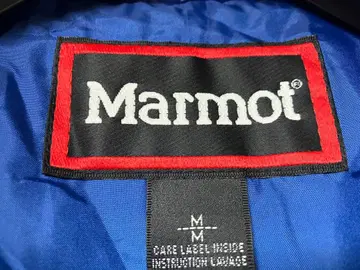 Marmot®
M
M
CARE LABEL INSIDE
INSTRUCTION LAVAGE